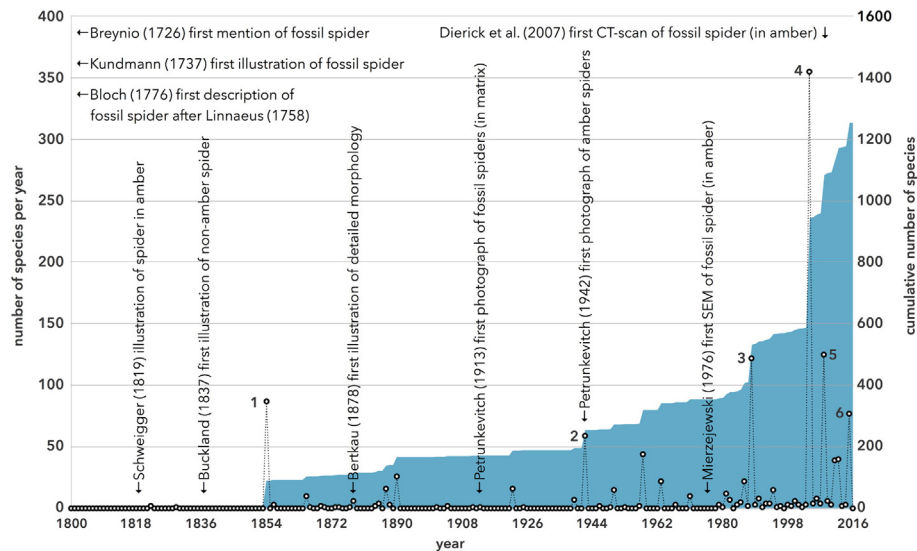 400
350
300
250
200
150
100
50
0
number of species per year
1600
1400
1200
1000
800
600
400
200
0
cumulative number of species
←Breynio (1726) first mention of fossil spider
←Kundmann (1737) first illustration of fossil spider
←Bloch (1776) first description of
fossil spider after Linnaeus (1758)
Dierick et al. (2007) first CT-scan of fossil spider (in amber)↓
←Schweigger (1819) illustration of spider in amber
←Buckland (1837) first illustration of non-amber spider
←Bertkau (1878) first illustration of detailed morphology
←Petrunkevitch (1913) first photograph of fossil spiders (in matrix)
←Petrunkevitch (1942) first photograph of amber spiders
←Mierzejewski (1976) first SEM of fossil spider (in amber)
1
2
3
4
5
6
1800 1818 1836 1854 1872 1890 1908 1926 1944 1962 1980 1998 2016
year